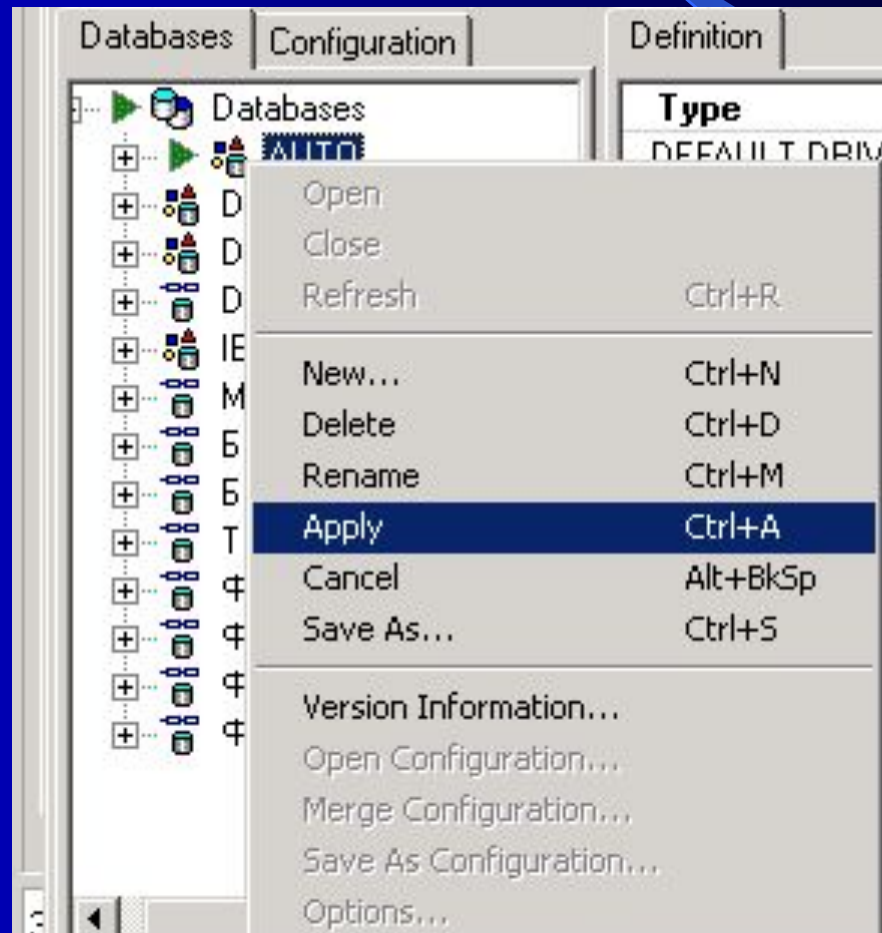 Databases Configuration Definition
Databases
Type
AUTO
DEFAULT DRIV
D
D
D
IE
M
Б
Б
Т
Ф
Ф
Ф
Ф
Open
Close
Refresh Ctrl+R
New... Ctrl+N
Delete Ctrl+D
Rename Ctrl+M
Apply Ctrl+A
Cancel Alt+BkSp
Save As... Ctrl+S
Version Information...
Open Configuration...
Merge Configuration...
Save As Configuration...
Options...